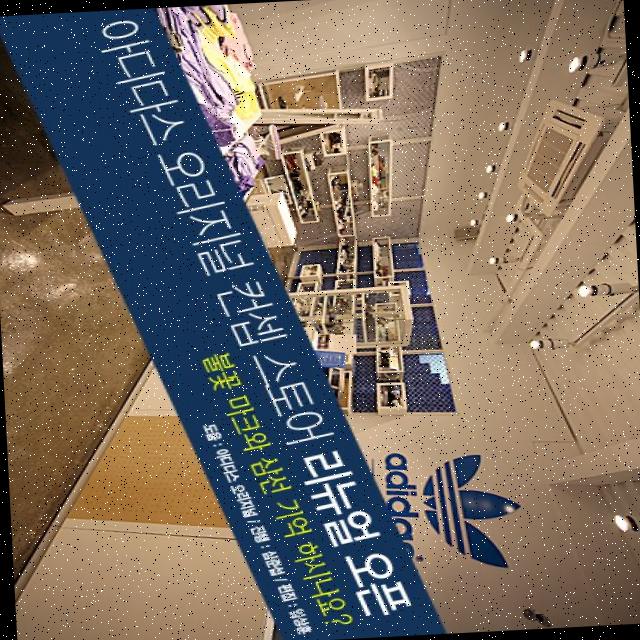 아디다스 오리지널 컨셉 스토어 리뉴얼 오픈
불꽃 마크와 삼선 기억하시나요?
adidas